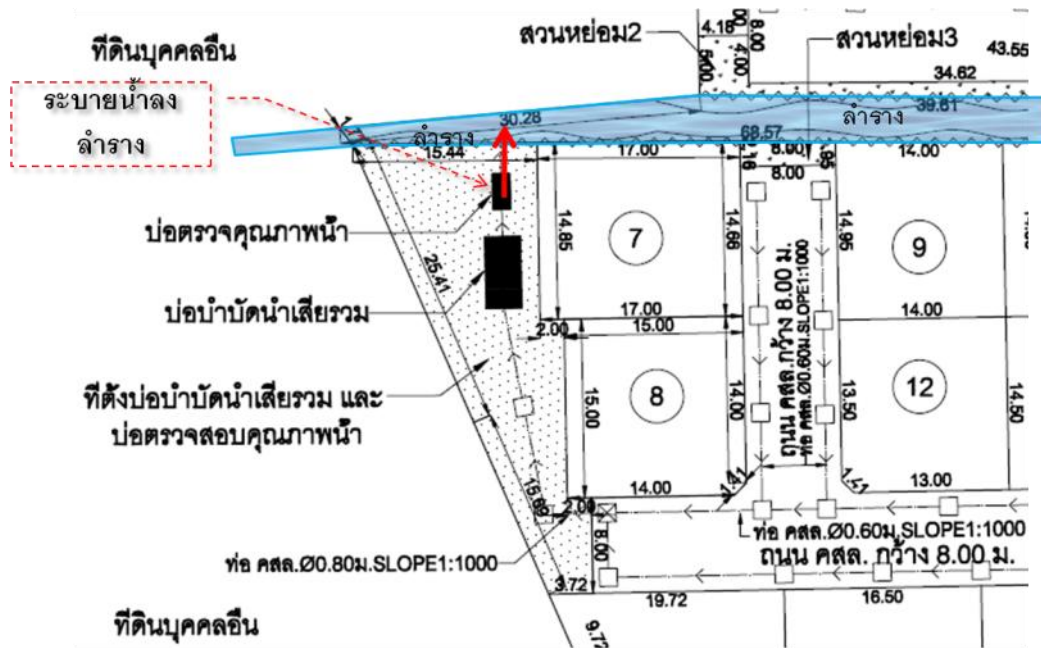 4.18
8.00
สวนหย่อม2
สวนหย่อม3
ที่ดินบุคคลอื่น
5.00
4.00
43.55
34.62
ระบายน้ำลง
ลำราง
30.28
ลำราง
39.61
ลำราง
68.57
15.44
17.00
8.00
8.00
14.00
บ่อตรวจคุณภาพน้ำ
14.85
7
14.66
14.95
9
25.41
ถนน คสล.กว้าง 8.00 ม.
ท่อ คสล.Ø0.60ม.SLOPE1:1000
บ่อบำบัดน้ำเสียรวม
17.00
2.00
15.00
14.00
ที่ตั้งบ่อบำบัดน้ำเสียรวม และ
บ่อตรวจสอบคุณภาพน้ำ
15.00
8
14.00
13.50
12
14.50
14.00
1.41
1.41
13.00
2.00
ท่อ คสล.Ø0.60ม.SLOPE1:1000
ท่อ คสล.Ø0.80ม.SLOPE1:1000
8.00
ถนน คสล. กว้าง 8.00 ม.
3.72
19.72
16.50
ที่ดินบุคคลอื่น
9.72